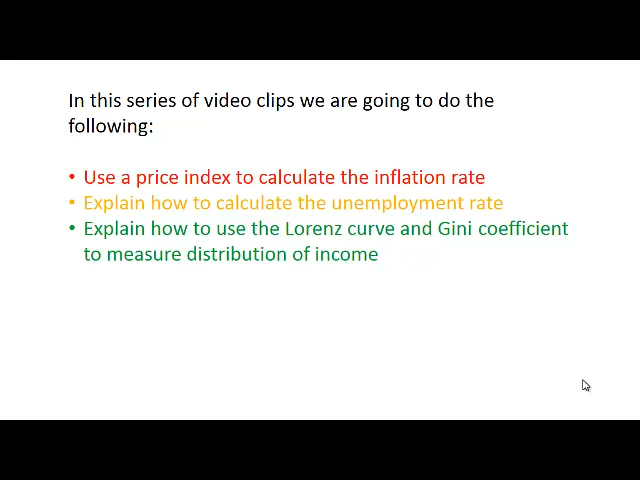 In this series of video clips we are going to do the
following:
• Use a price index to calculate the inflation rate
• Explain how to calculate the unemployment rate
• Explain how to use the Lorenz curve and Gini coefficient
to measure distribution of income